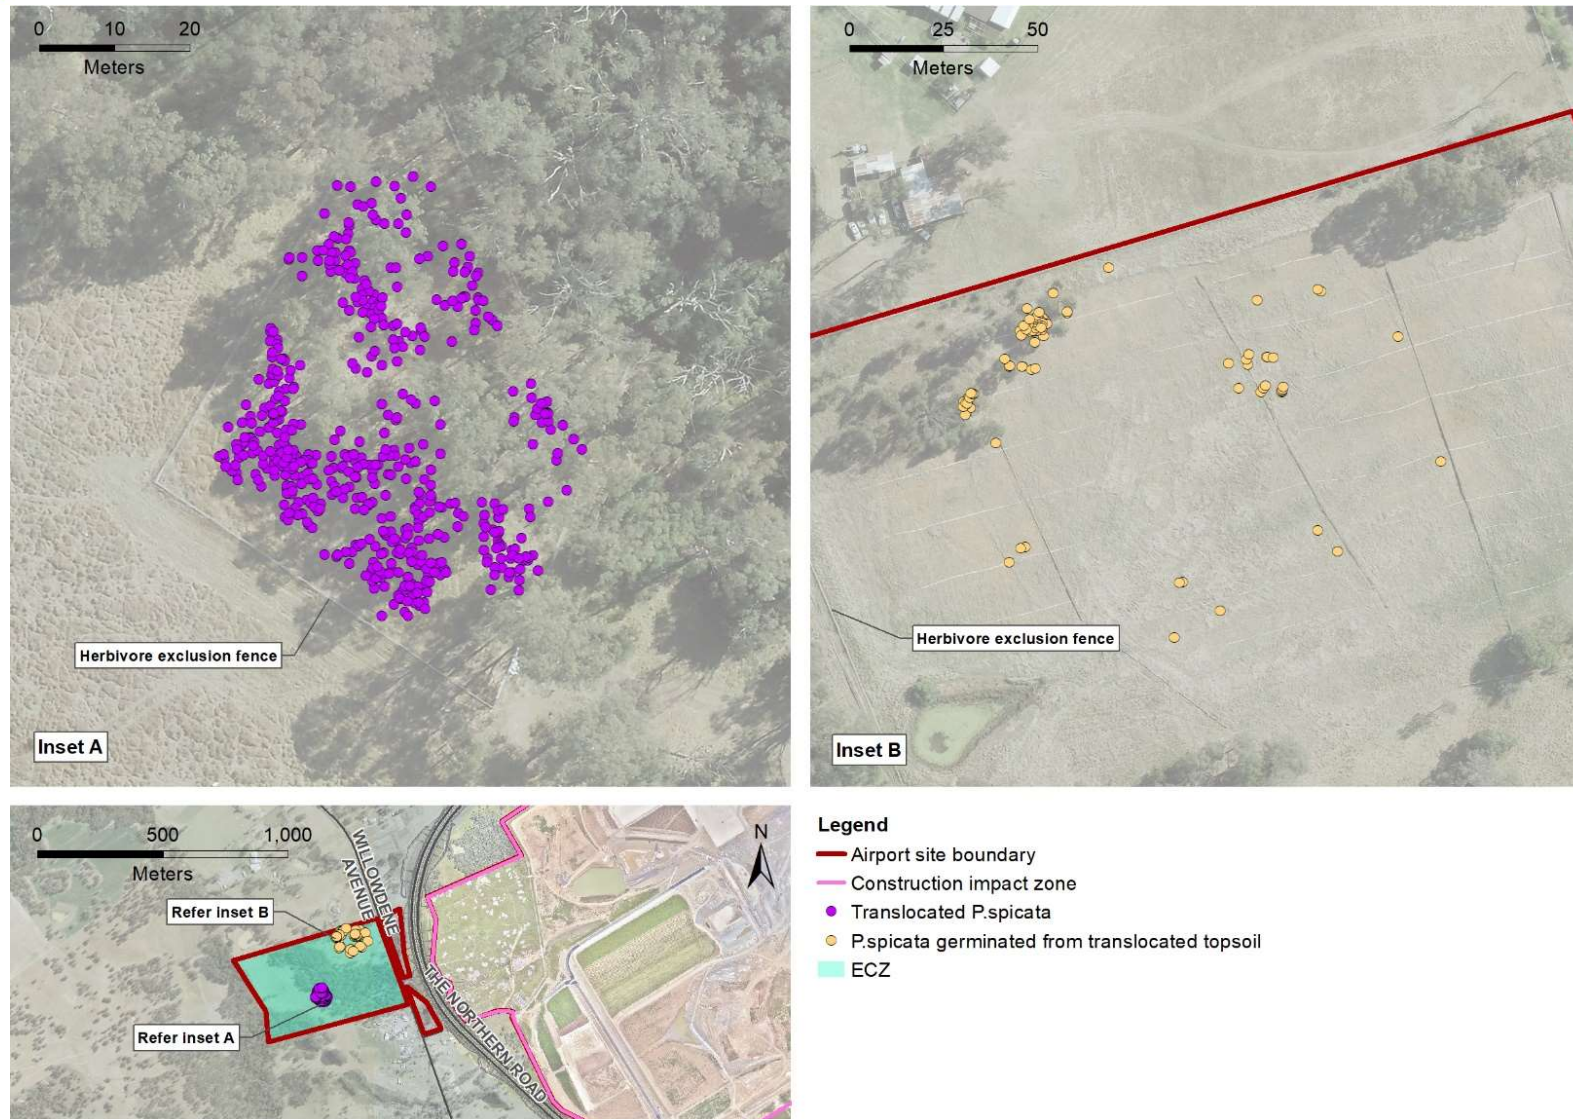 0 10 20
Meters
Herbivore exclusion fence
Inset A
0 25 50
Meters
Herbivore exclusion fence
Inset B
0 500 1,000
Meters
WILLOWDENE
AVENUE
N
Refer inset B
THE NORTHERN ROAD
Refer inset A
Legend
Airport site boundary
Construction impact zone
Translocated P.spicata
P.spicata germinated from translocated topsoil
ECZ